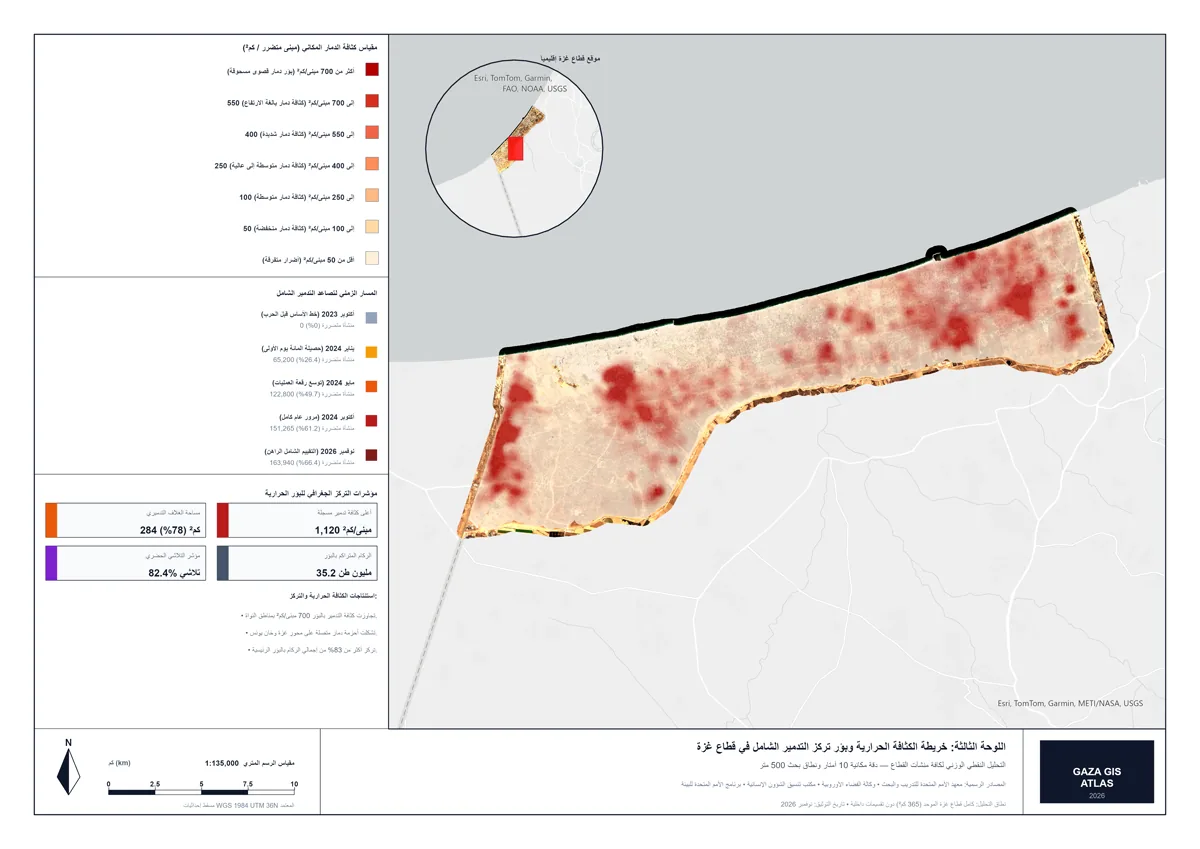 مقياس كثافة الدمار المكاني (مبنى متضرر / كم²)
أكثر من 700 مبنى/كم² (بؤر دمار قصوى مسحوقة)
إلى 700 مبنى/كم² (كثافة دمار بالغة الارتفاع) 550
إلى 550 مبنى/كم² (كثافة دمار شديدة) 400
إلى 400 مبنى/كم² (كثافة دمار متوسطة إلى عالية) 250
إلى 250 مبنى/كم² (كثافة دمار متوسطة) 100
إلى 100 مبنى/كم² (كثافة دمار منخفضة) 50
أقل من 50 مبنى/كم² (أضرار متفرقة)
المسار الزمني لتصاعد التدمير الشامل
أكتوبر 2023 (خط الأساس قبل الحرب)
منشأة متضررة (%0) 0
يناير 2024 (حصيلة المائة يوم الأولى)
منشأة متضررة (%26.4) 65,200
مايو 2024 (توسع رقعة العمليات)
منشأة متضررة (%49.7) 122,800
أكتوبر 2024 (مرور عام كامل)
منشأة متضررة (%61.2) 151,265
نوفمبر 2026 (التقييم الشامل الراهن)
منشأة متضررة (%66.4) 163,940
مؤشرات التركز الجغرافي للبؤر الحرارية
أعلى كثافة تدمير مسجلة
مبنى/كم² 1,120
مساحة الغلاف التدميري
كم² (78%) 284
الركام المتراكم بالبؤر
مليون طن 35.2
مؤشر التلاشي الحضري
تلاشي 82.4%
استنتاجات الكثافة الحرارية والتركز:
• تجاوزت كثافة التدمير بالبؤر 700 مبنى/كم² بمناطق النواة.
• تشكلت أحزمة دمار متصلة على محور غزة وخان يونس.
• تركز أكثر من 83% من إجمالي الركام بالبؤر الرئيسية.
موقع قطاع غزة إقليمياً
Esri, TomTom, Garmin,
FAO, NOAA, USGS
Esri, TomTom, Garmin, METI/NASA, USGS
N
مقياس الرسم المتري 1:135,000
كم (km)
0 2.5 5 7.5 10
المعتمد WGS 1984 UTM 36N مسقط إحداثيات:
اللوحة الثالثة: خريطة الكثافة الحرارية وبؤر تركز التدمير الشامل في قطاع غزة
التحليل النقطي الوزني لكافة منشآت القطاع — دقة مكانية 10 أمتار ونطاق بحث 500 متر
المصادر الرسمية: معهد الأمم المتحدة للتدريب والبحث • وكالة الفضاء الأوروبية • مكتب تنسيق الشؤون الإنسانية • برنامج الأمم المتحدة للبيئة
نطاق التحليل: كامل قطاع غزة الموحد (365 كم²) دون تقسيمات داخلية • تاريخ التوثيق: نوفمبر 2026
GAZA GIS
ATLAS
2026